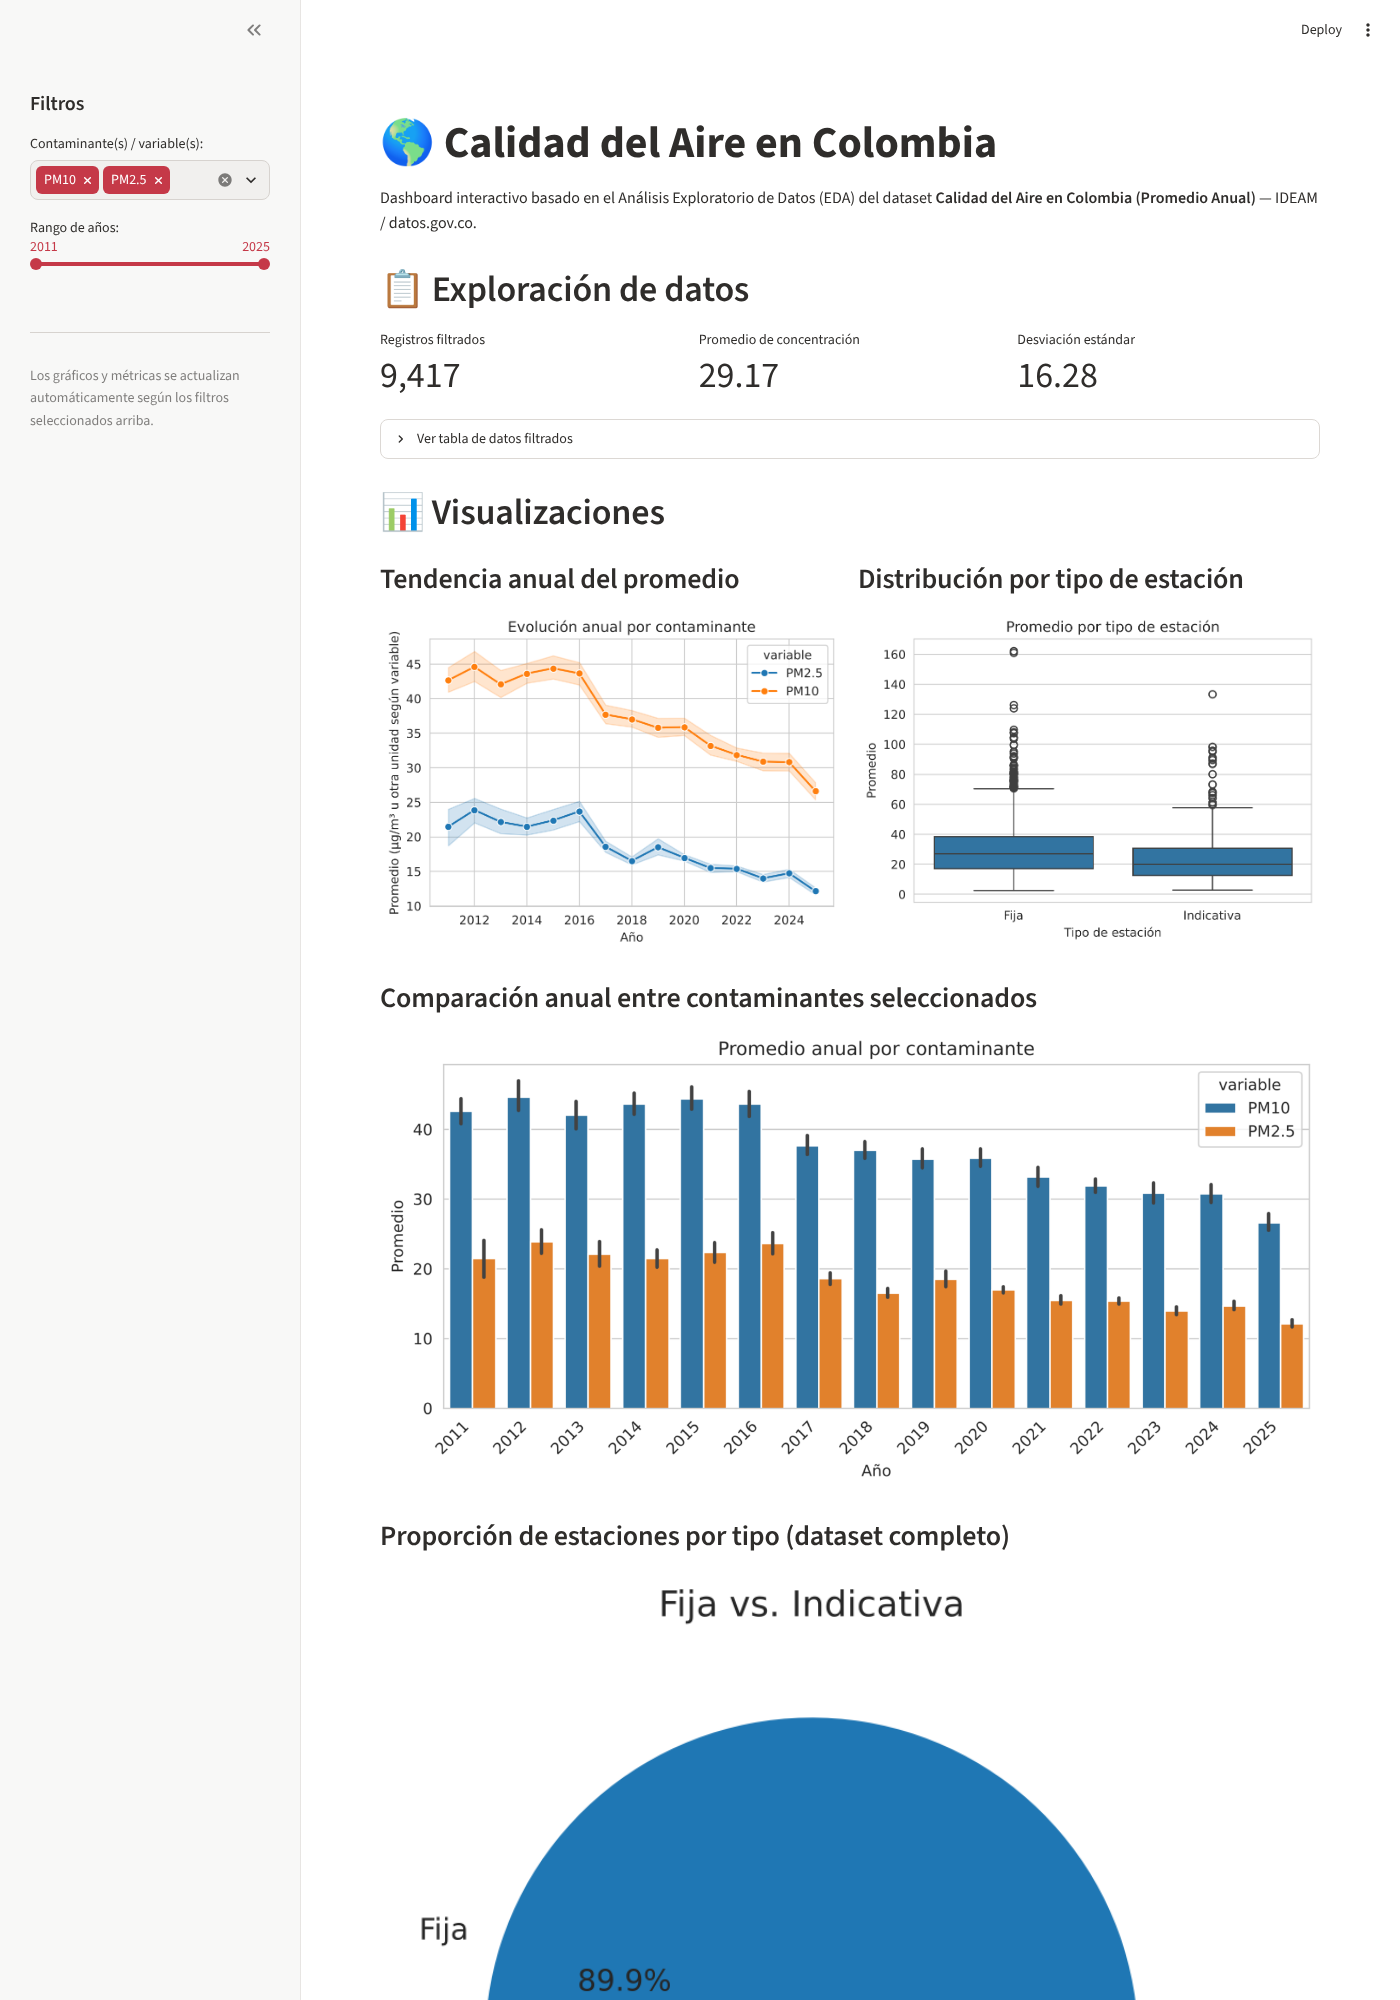 Deploy
Filtros
Contaminante(s) / variable(s):
PM10 × PM2.5 ×
Rango de años:
2011 2025
Los gráficos y métricas se actualizan
automáticamente según los filtros
seleccionados arriba.
🌎 Calidad del Aire en Colombia
Dashboard interactivo basado en el Análisis Exploratorio de Datos (EDA) del dataset Calidad del Aire en Colombia (Promedio Anual) — IDEAM
/ datos.gov.co.
📋 Exploración de datos
Registros filtrados
9,417
Promedio de concentración
29.17
Desviación estándar
16.28
Ver tabla de datos filtrados
📊 Visualizaciones
Tendencia anual del promedio
Evolución anual por contaminante
Promedio (µg/m³ u otra unidad según variable)
45
40
35
30
25
20
15
10
variable
PM2.5
PM10
2012 2014 2016 2018 2020 2022 2024
Año
Distribución por tipo de estación
Promedio por tipo de estación
Promedio
160
140
120
100
80
60
40
20
0
Fija Indicativa
Tipo de estación
Comparación anual entre contaminantes seleccionados
Promedio anual por contaminante
variable
PM10
PM2.5
Promedio
40
30
20
10
0
2011 2012 2013 2014 2015 2016 2017 2018 2019 2020 2021 2022 2023 2024 2025
Año
Proporción de estaciones por tipo (dataset completo)
Fija vs. Indicativa
Fija
89.9%